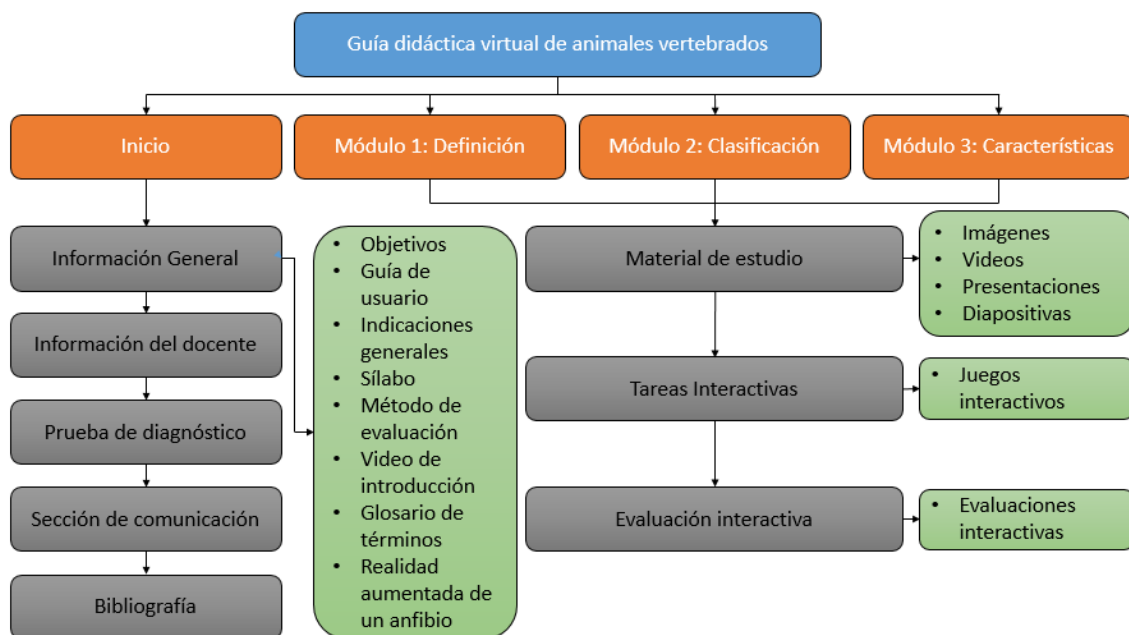 Guía didáctica virtual de animales vertebrados
Inicio
Módulo 1: Definición
Módulo 2: Clasificación
Módulo 3: Características
Información General
Información del docente
Prueba de diagnóstico
Sección de comunicación
Bibliografía
• Objetivos
• Guía de
usuario
• Indicaciones
generales
• Sílabo
• Método de
evaluación
• Video de
introducción
• Glosario de
términos
• Realidad
aumentada de
un anfibio
Material de estudio
• Imágenes
• Videos
• Presentaciones
• Diapositivas
Tareas Interactivas
• Juegos
interactivos
Evaluación interactiva
• Evaluaciones
interactivas